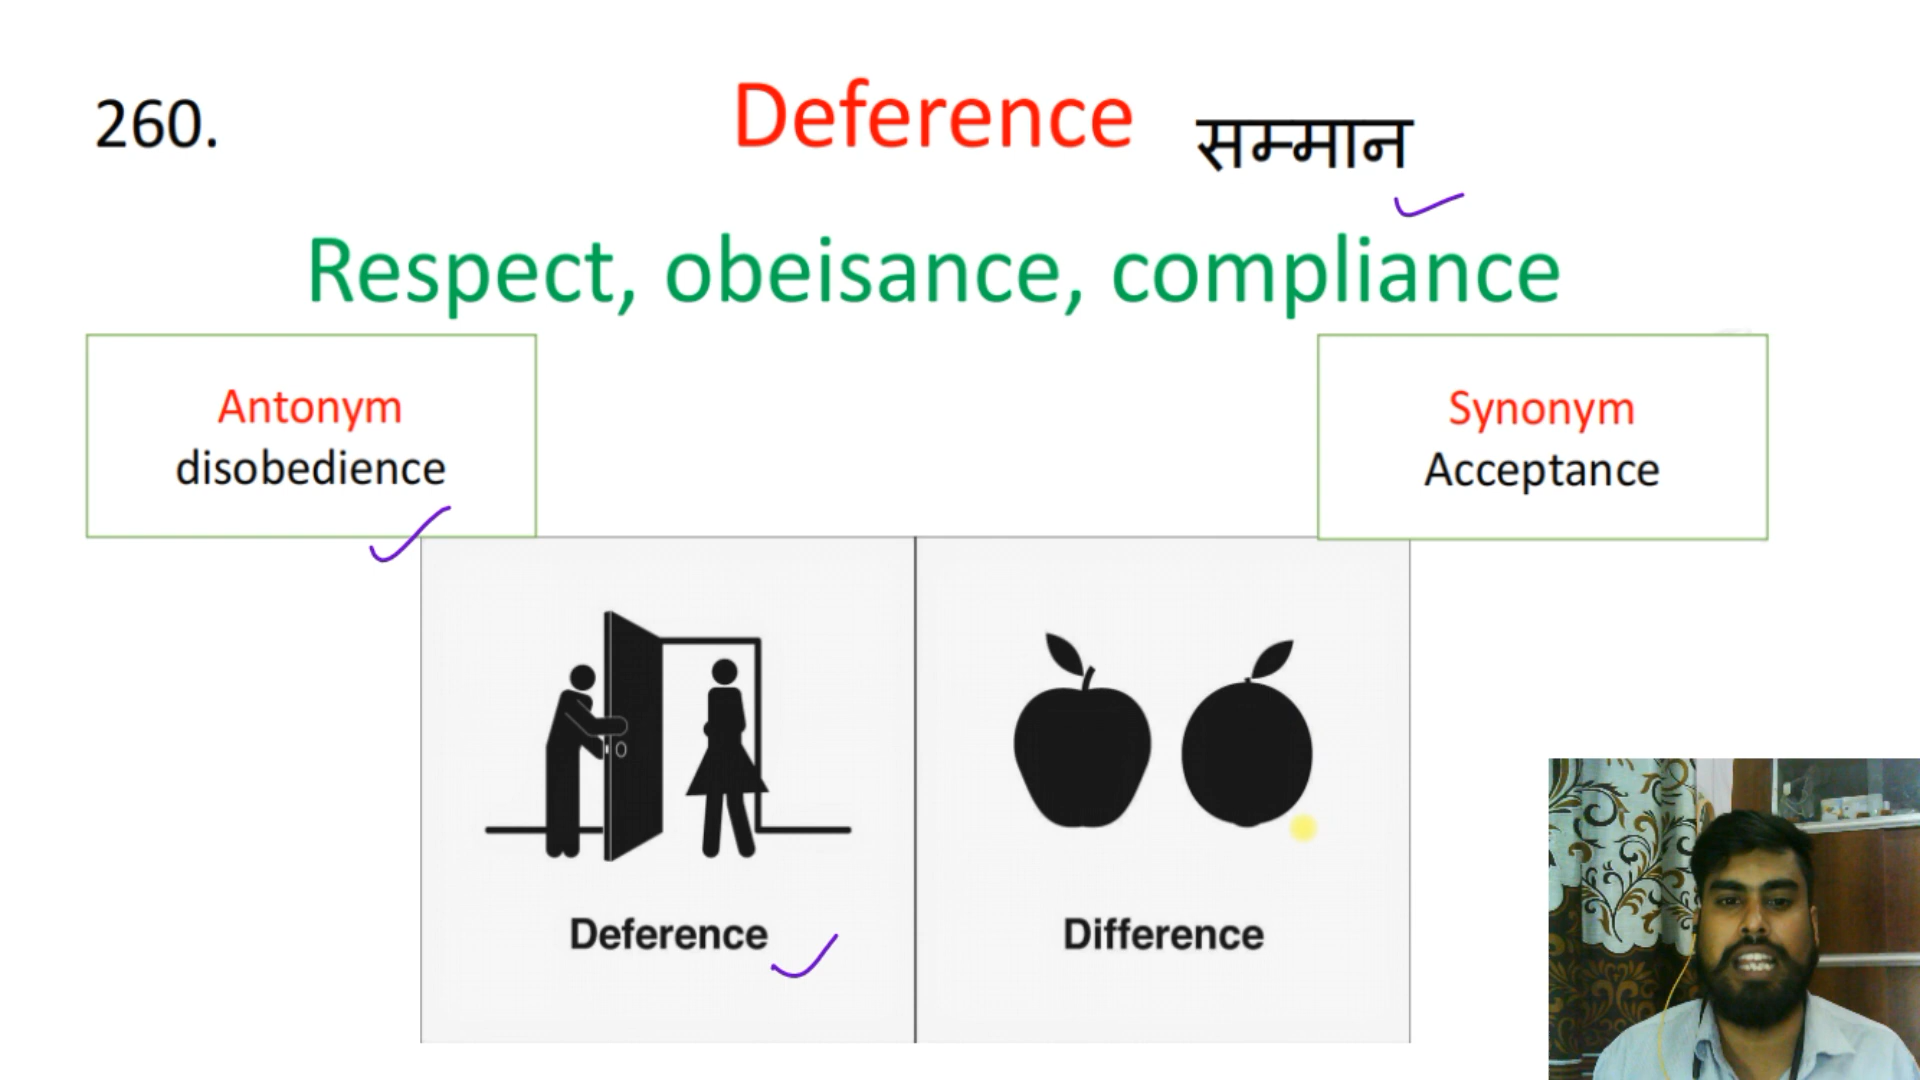 260.
Deference सम्मान
Respect, obeisance, compliance
Antonym
disobedience
Synonym
Acceptance
Deference
Difference